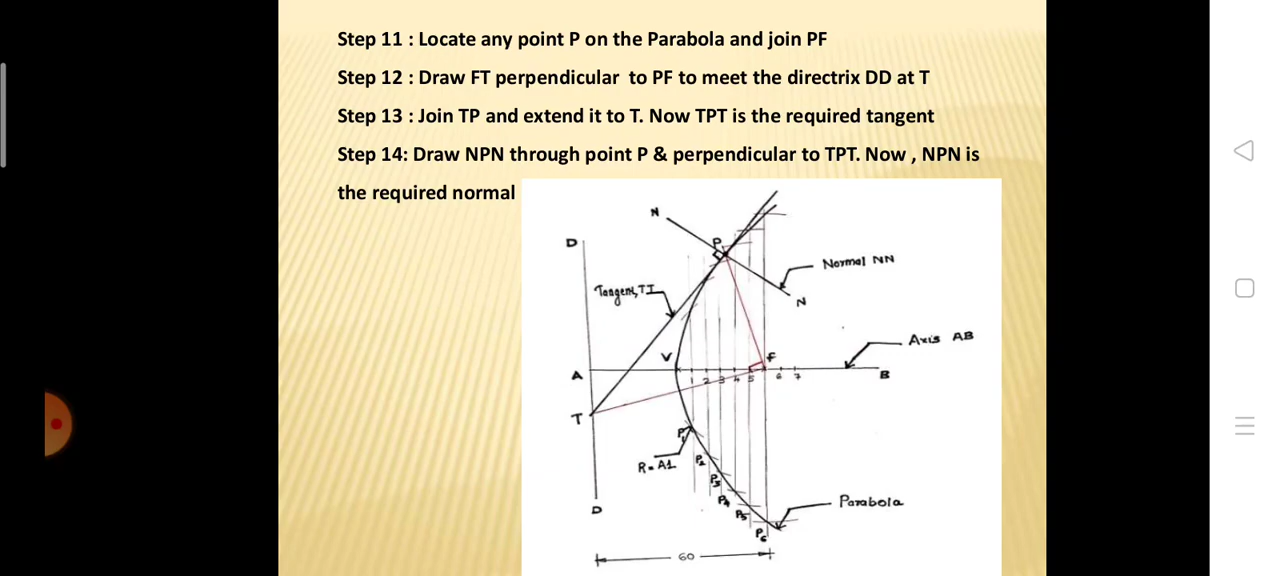 Step 11 : Locate any point P on the Parabola and join PF
Step 12 : Draw FT perpendicular to PF to meet the directrix DD at T
Step 13 : Join TP and extend it to T. Now TPT is the required tangent
Step 14: Draw NPN through point P & perpendicular to TPT. Now , NPN is
the required normal
N
D
P
Normal NN
Tangent, TT
N
Axis AB
V
F
A
1 2 3 4 5 6 7
B
T
P1
R = A1
P2
P3
P4
Parabola
P5
D
P6
60